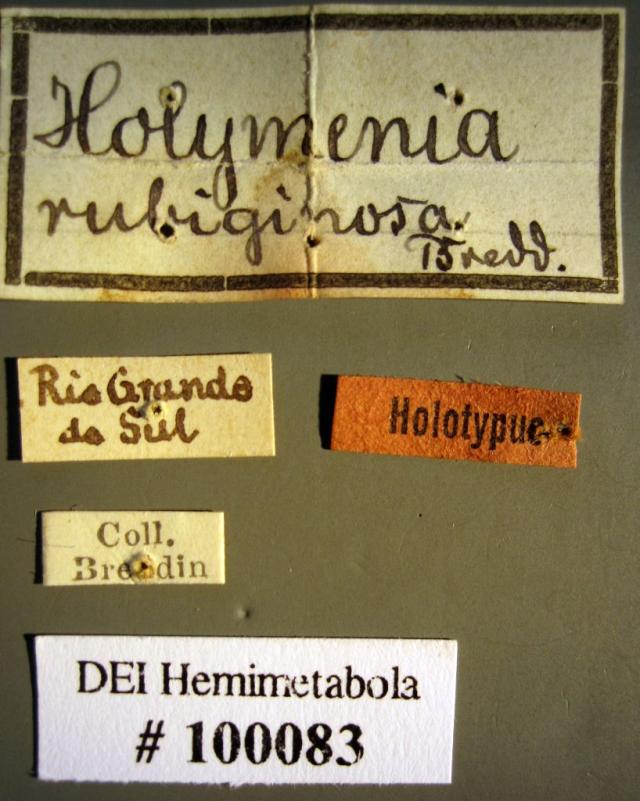 Holymenia
rubiginosa
Bredd.
Rio Grande
do Sul
Holotypus
Coll.
Breddin
DEI Hemimetabola
# 100083